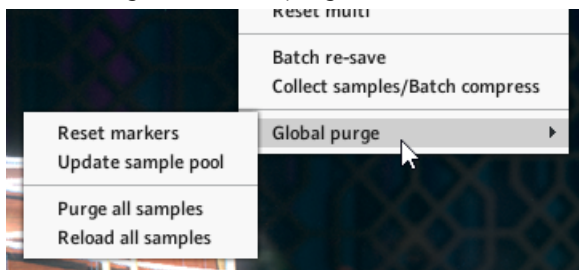 Reset multi
Batch re-save
Collect samples/Batch compress
Global purge
Reset markers
Update sample pool
Purge all samples
Reload all samples